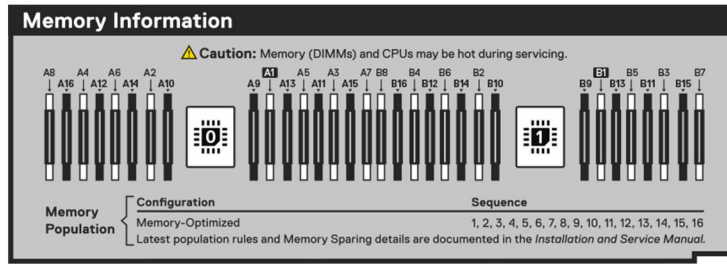 Memory Information
Caution: Memory (DIMMs) and CPUs may be hot during servicing.
A8 A4 A6 A2 A1 A5 A3 A7 B8 B4 B6 B2 B1 B5 B3 B7
A16 A12 A14 A10 A9 A13 A11 A15 B16 B12 B14 B10 B9 B13 B11 B15
0 1
Configuration Sequence
Memory Population
Memory-Optimized 1, 2, 3, 4, 5, 6, 7, 8, 9, 10, 11, 12, 13, 14, 15, 16
Latest population rules and Memory Sparing details are documented in the Installation and Service Manual.